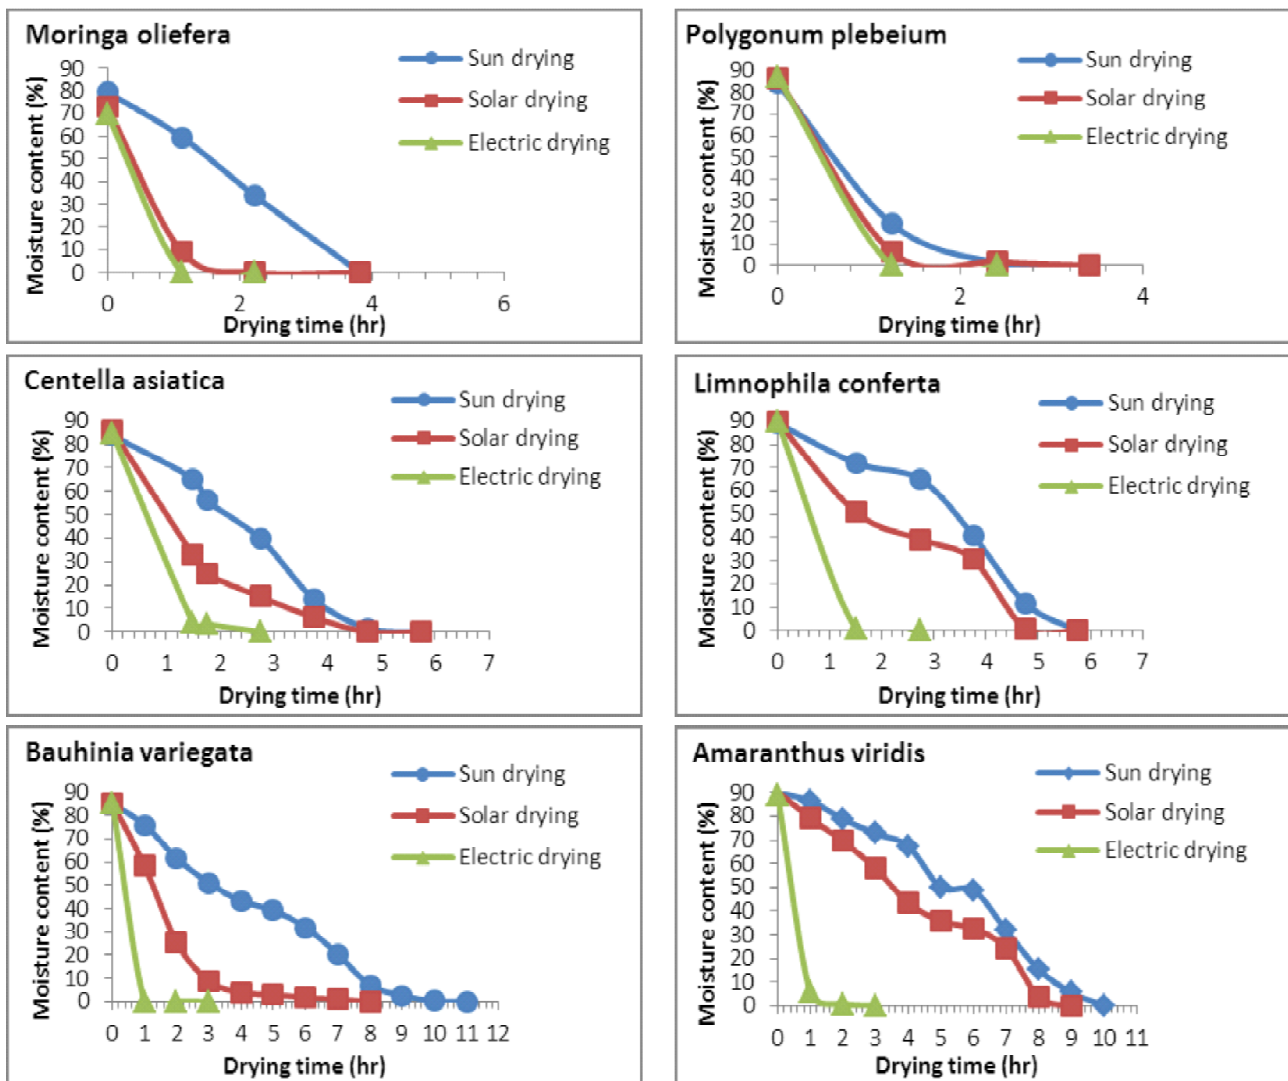 Moringa oliefera
Sun drying
Solar drying
Electric drying
Moisture content (%)
90
80
70
60
50
40
30
20
10
0
0 2 4 6
Drying time (hr)
Polygonum plebeium
Sun drying
Solar drying
Electric drying
Moisture content (%)
90
80
70
60
50
40
30
20
10
0
0 2 4
Drying time (hr)
Centella asiatica
Sun drying
Solar drying
Electric drying
Moisture content (%)
90
80
70
60
50
40
30
20
10
0
0 1 2 3 4 5 6 7
Drying time (hr)
Limnophila conferta
Sun drying
Solar drying
Electric drying
Moisture content (%)
90
80
70
60
50
40
30
20
10
0
0 1 2 3 4 5 6 7
Drying time (hr)
Bauhinia variegata
Sun drying
Solar drying
Electric drying
Moisture content (%)
90
80
70
60
50
40
30
20
10
0
0 1 2 3 4 5 6 7 8 9 10 11 12
Drying time (hr)
Amaranthus viridis
Sun drying
Solar drying
Electric drying
Moisture content (%)
90
80
70
60
50
40
30
20
10
0
0 1 2 3 4 5 6 7 8 9 10 11
Drying time (hr)